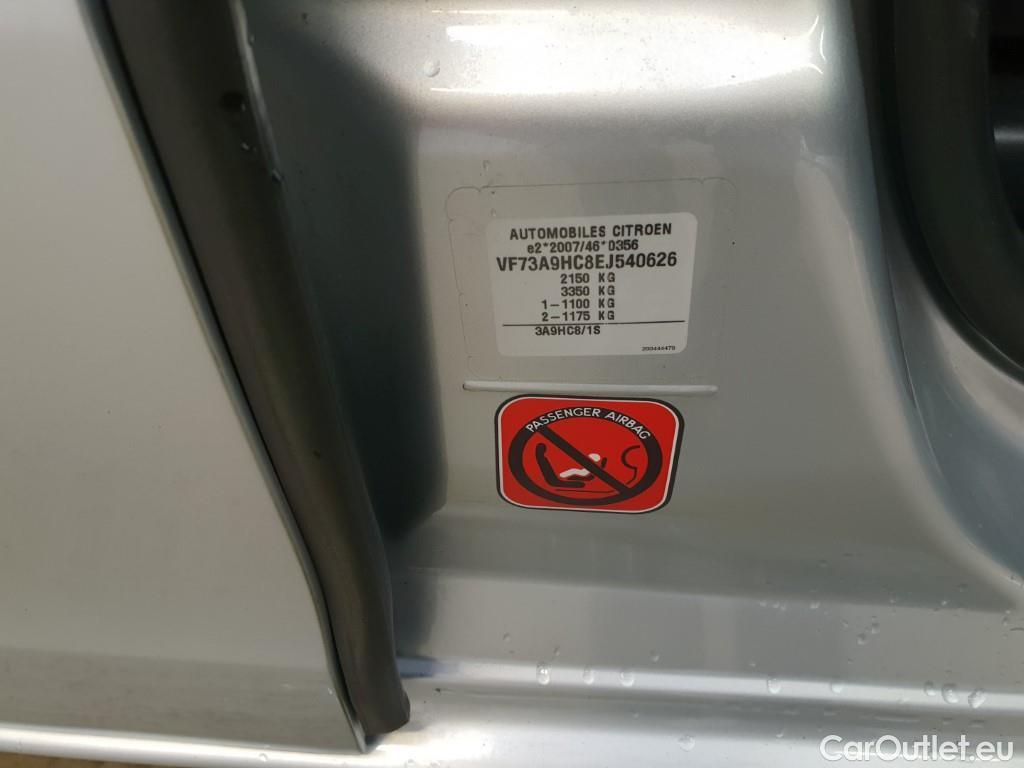 AUTOMOBILES CITROEN
e2*2007/46*0356
VF73A9HC8EJ540626
2150 KG
3350 KG
1-1100 KG
2-1175 KG
3A9HC8/1S
200444479
PASSENGER AIRBAG
CarOutlet.eu